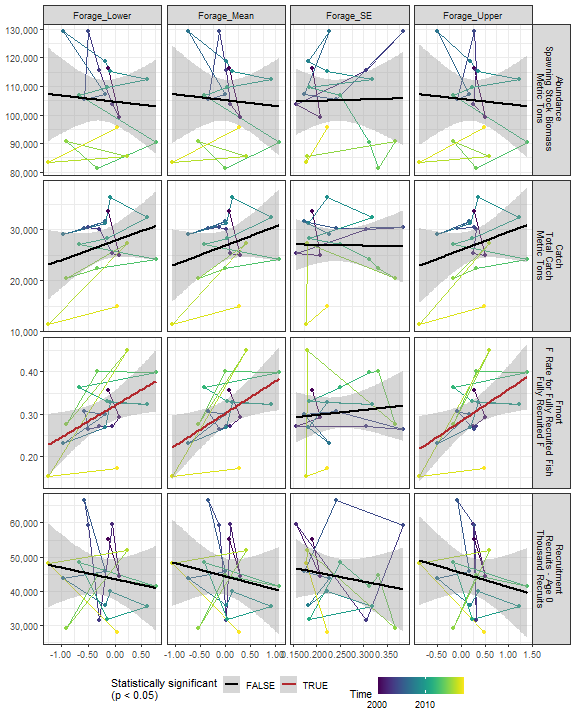 Forage_Lower Forage_Mean Forage_SE Forage_Upper
130,000
120,000
110,000
100,000
90,000
80,000
Abundance
Spawning Stock Biomass
Metric Tons
30,000
20,000
10,000
Catch
Total Catch
Metric Tons
0.40
0.30
0.20
Fmort
F Rate for Fully Recruited Fish
Fully Recruited F
60,000
50,000
40,000
30,000
Recruitment
Recruits - Age 0
Thousand Recruits
-1.00 -0.50 0.00 0.50
-1.00 -0.50 0.00 0.50 1.00
0.150 0.200 0.250 0.300 0.350
-0.50 0.00 0.50 1.00 1.50
Statistically significant
(p < 0.05)
FALSE TRUE
Time
2000 2010